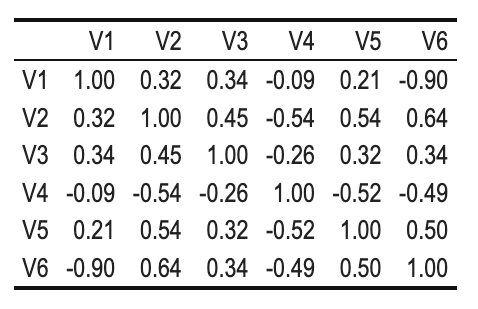 V1 V2 V3 V4 V5 V6
V1 1.00 0.32 0.34 -0.09 0.21 -0.90
V2 0.32 1.00 0.45 -0.54 0.54 0.64
V3 0.34 0.45 1.00 -0.26 0.32 0.34
V4 -0.09 -0.54 -0.26 1.00 -0.52 -0.49
V5 0.21 0.54 0.32 -0.52 1.00 0.50
V6 -0.90 0.64 0.34 -0.49 0.50 1.00